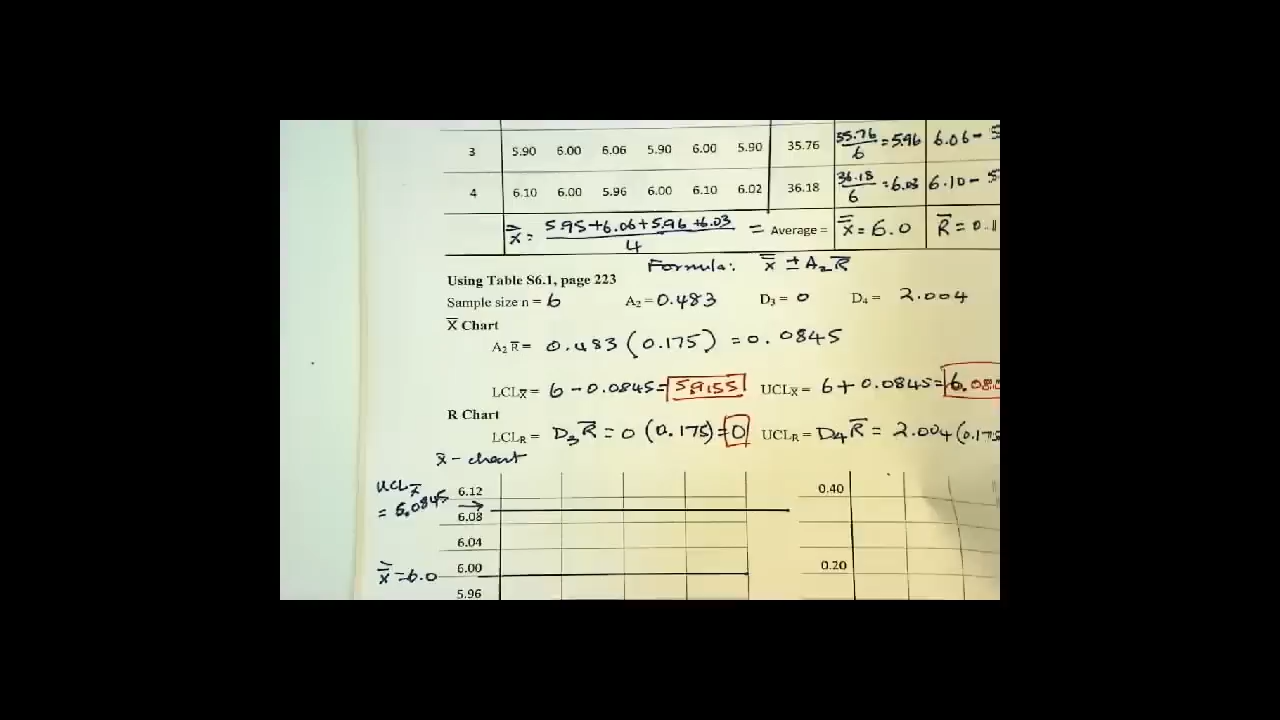 3 5.90 6.00 6.06 5.90 6.00 5.90 35.76 35.76/6 = 5.96 6.06 -
4 6.10 6.00 5.96 6.00 6.10 6.02 36.18 36.18/6 = 6.03 6.10 -
x̿ = 5.95+6.06+5.96+6.03/4 = Average = x̿ = 6.0 R̄ = 0.1
Formula: x̿ ± A₂R̄
Using Table S6.1, page 223
Sample size n = 6 A₂ = 0.483 D₃ = 0 D₄ = 2.004
X̄ Chart
A₂ R̄ = 0.483 (0.175) = 0.0845
LCLx̄ = 6 - 0.0845 = 5.9155 UCLx̄ = 6 + 0.0845 = 6.08
R Chart
LCLR = D₃R̄ = 0 (0.175) = 0 UCLR = D₄R̄ = 2.004 (0.175
x̄ - chart
UCLx̄
= 6.0845
6.12 0.40
6.08
6.04
x̿ = 6.0 6.00 0.20
5.96